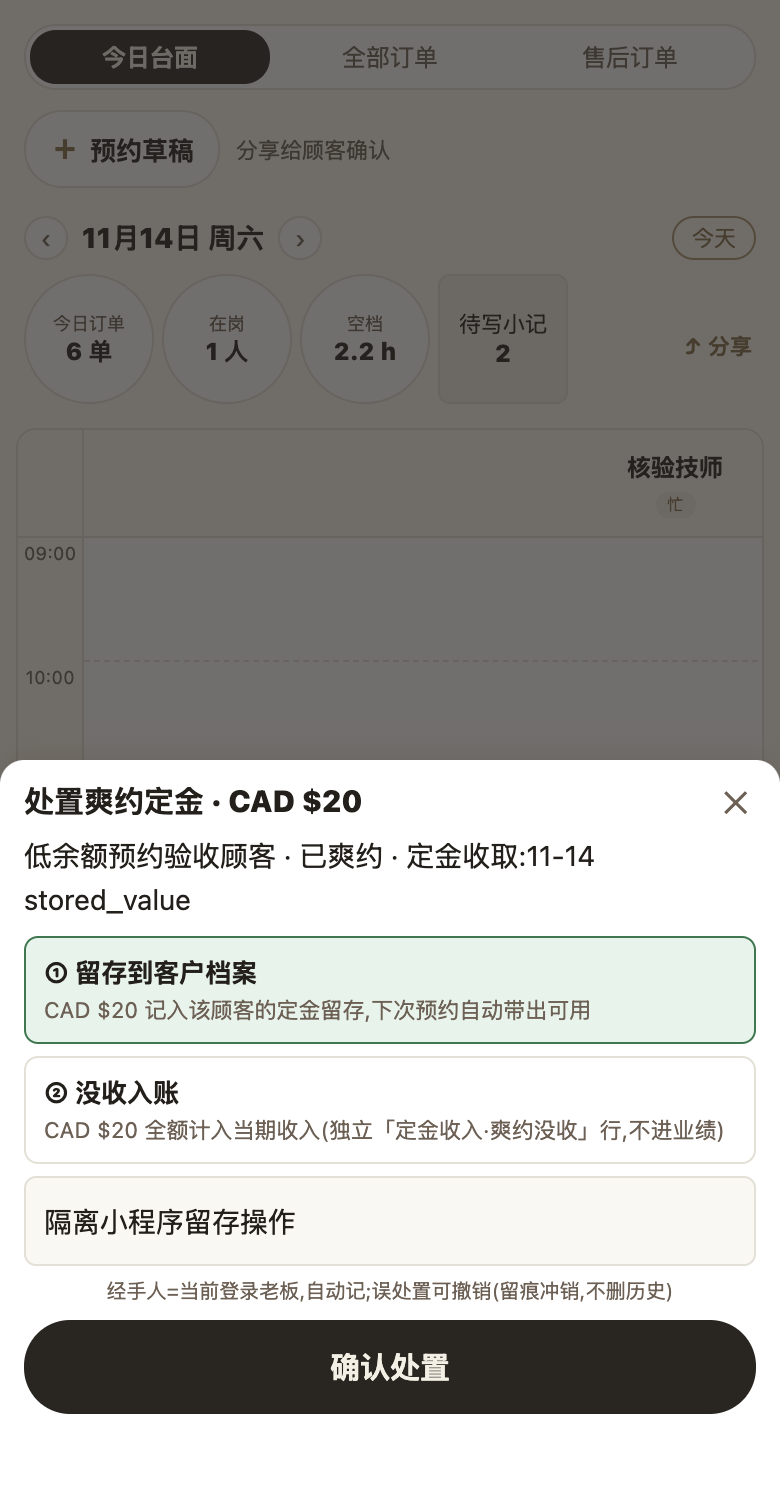 今日台面
全部订单
售后订单
+ 预约草稿
分享给顾客确认
‹ 11月14日 周六 ›
今天
今日订单
6 单
在岗
1 人
空档
2.2 h
待写小记
2
分享
核验技师
忙
09:00
10:00
处置爽约定金 · CAD $20
低余额预约验收顾客 · 已爽约 · 定金收取:11-14
stored_value
① 留存到客户档案
CAD $20 记入该顾客的定金留存,下次预约自动带出可用
② 没收入账
CAD $20 全额计入当期收入(独立「定金收入·爽约没收」行,不进业绩)
隔离小程序留存操作
经手人=当前登录老板,自动记;误处置可撤销(留痕冲销,不删历史)
确认处置